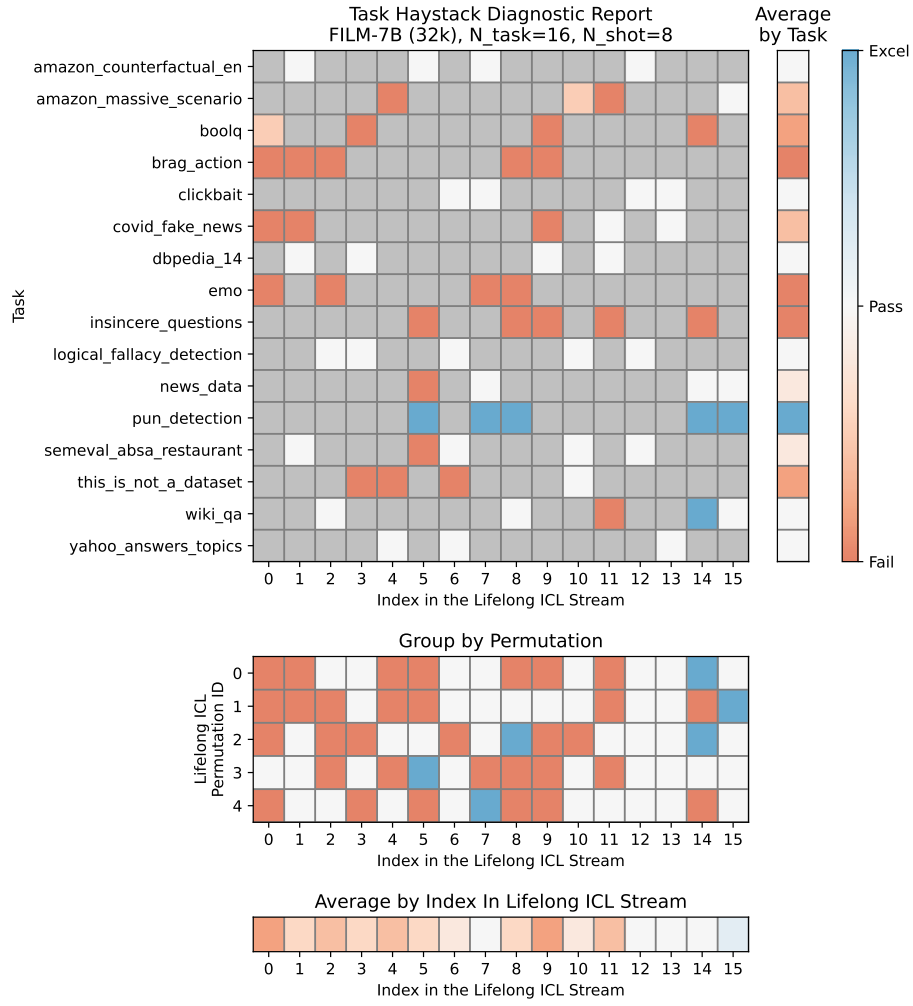 Task Haystack Diagnostic Report
FILM-7B (32k), N_task=16, N_shot=8
Average
by Task
Task
amazon_counterfactual_en
amazon_massive_scenario
boolq
brag_action
clickbait
covid_fake_news
dbpedia_14
emo
insincere_questions
logical_fallacy_detection
news_data
pun_detection
semeval_absa_restaurant
this_is_not_a_dataset
wiki_qa
yahoo_answers_topics
Excel
Pass
Fail
0 1 2 3 4 5 6 7 8 9 10 11 12 13 14 15
Index in the Lifelong ICL Stream
Group by Permutation
Lifelong ICL
Permutation ID
0
1
2
3
4
0 1 2 3 4 5 6 7 8 9 10 11 12 13 14 15
Index in the Lifelong ICL Stream
Average by Index In Lifelong ICL Stream
0 1 2 3 4 5 6 7 8 9 10 11 12 13 14 15
Index in the Lifelong ICL Stream